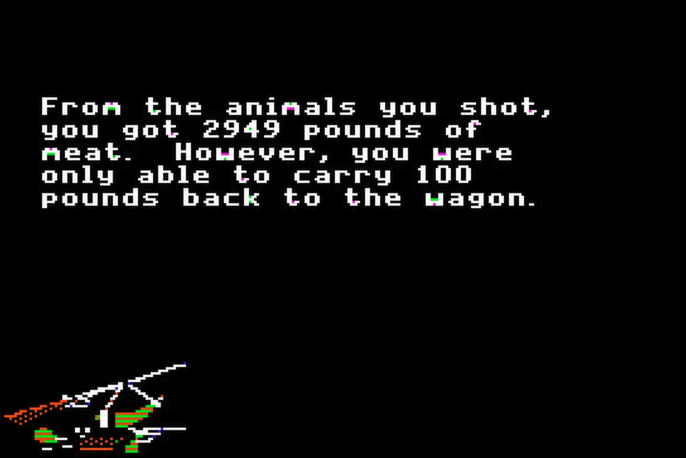 From the animals you shot,
you got 2949 pounds of
meat.  However, you were
only able to carry 100
pounds back to the wagon.